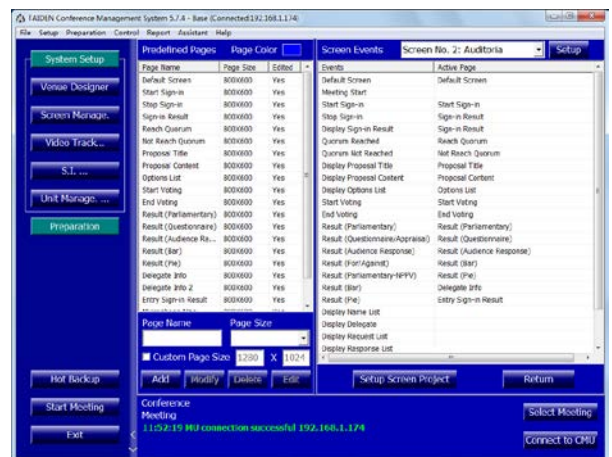 TAIDEN Conference Management System 5.7.4 - Base (Connected:192.168.1.174)
File Setup Preparation Control Report Assistant Help
System Setup
Venue Designer
Screen Manage.
Video Track...
S.I. ...
Unit Manage. ...
Preparation
Hot Backup
Start Meeting
Exit
Predefined Pages Page Color
Page Name Page Size Edited
Default Screen 800X600 Yes
Start Sign-in 800X600 Yes
Stop Sign-in 800X600 Yes
Sign-in Result 800X600 Yes
Reach Quorum 800X600 Yes
Not Reach Quorum 800X600 Yes
Proposal Title 800X600 Yes
Proposal Content 800X600 Yes
Options List 800X600 Yes
Start Voting 800X600 Yes
End Voting 800X600 Yes
Result (Parliamentary) 800X600 Yes
Result (Questionnaire) 800X600 Yes
Result (Audience Re... 800X600 Yes
Result (Bar) 800X600 Yes
Result (Pie) 800X600 Yes
Delegate Info 800X600 Yes
Delegate Info 2 800X600 Yes
Entry Sign-in Result 800X600 Yes
Page Name Page Size
Custom Page Size 1280 X 1024
Add Modify Delete Edit
Screen Events Screen No. 2: Auditoria Setup
Events Active Page
Default Screen Default Screen
Meeting Start
Start Sign-in Start Sign-in
Stop Sign-in Stop Sign-in
Display Sign-in Result Sign-in Result
Quorum Reached Reach Quorum
Quorum Not Reached Not Reach Quorum
Display Proposal Title Proposal Title
Display Proposal Content Proposal Content
Display Options List Options List
Start Voting Start Voting
End Voting End Voting
Result (Parliamentary) Result (Parliamentary)
Result (Questionnaire/Appraisal) Result (Questionnaire)
Result (Audience Response) Result (Audience Response)
Result (For/Against) Result (Bar)
Result (Parliamentary-NPPV) Result (Pie)
Result (Bar) Delegate Info
Result (Pie) Entry Sign-in Result
Display Name List
Display Delegate
Display Request List
Display Response List
Setup Screen Project Return
Conference
Meeting
11:52:19 MU connection successful 192.168.1.174
Select Meeting
Connect to CMU